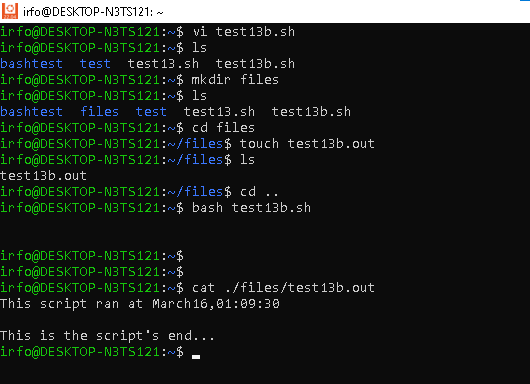 irfo@DESKTOP-N3TS121: ~
irfo@DESKTOP-N3TS121:~$ vi test13b.sh
irfo@DESKTOP-N3TS121:~$ ls
bashtest  test  test13.sh  test13b.sh
irfo@DESKTOP-N3TS121:~$ mkdir files
irfo@DESKTOP-N3TS121:~$ ls
bashtest  files  test  test13.sh  test13b.sh
irfo@DESKTOP-N3TS121:~$ cd files
irfo@DESKTOP-N3TS121:~/files$ touch test13b.out
irfo@DESKTOP-N3TS121:~/files$ ls
test13b.out
irfo@DESKTOP-N3TS121:~/files$ cd ..
irfo@DESKTOP-N3TS121:~$ bash test13b.sh
irfo@DESKTOP-N3TS121:~$
irfo@DESKTOP-N3TS121:~$
irfo@DESKTOP-N3TS121:~$ cat ./files/test13b.out
This script ran at March16,01:09:30
This is the script's end...
irfo@DESKTOP-N3TS121:~$